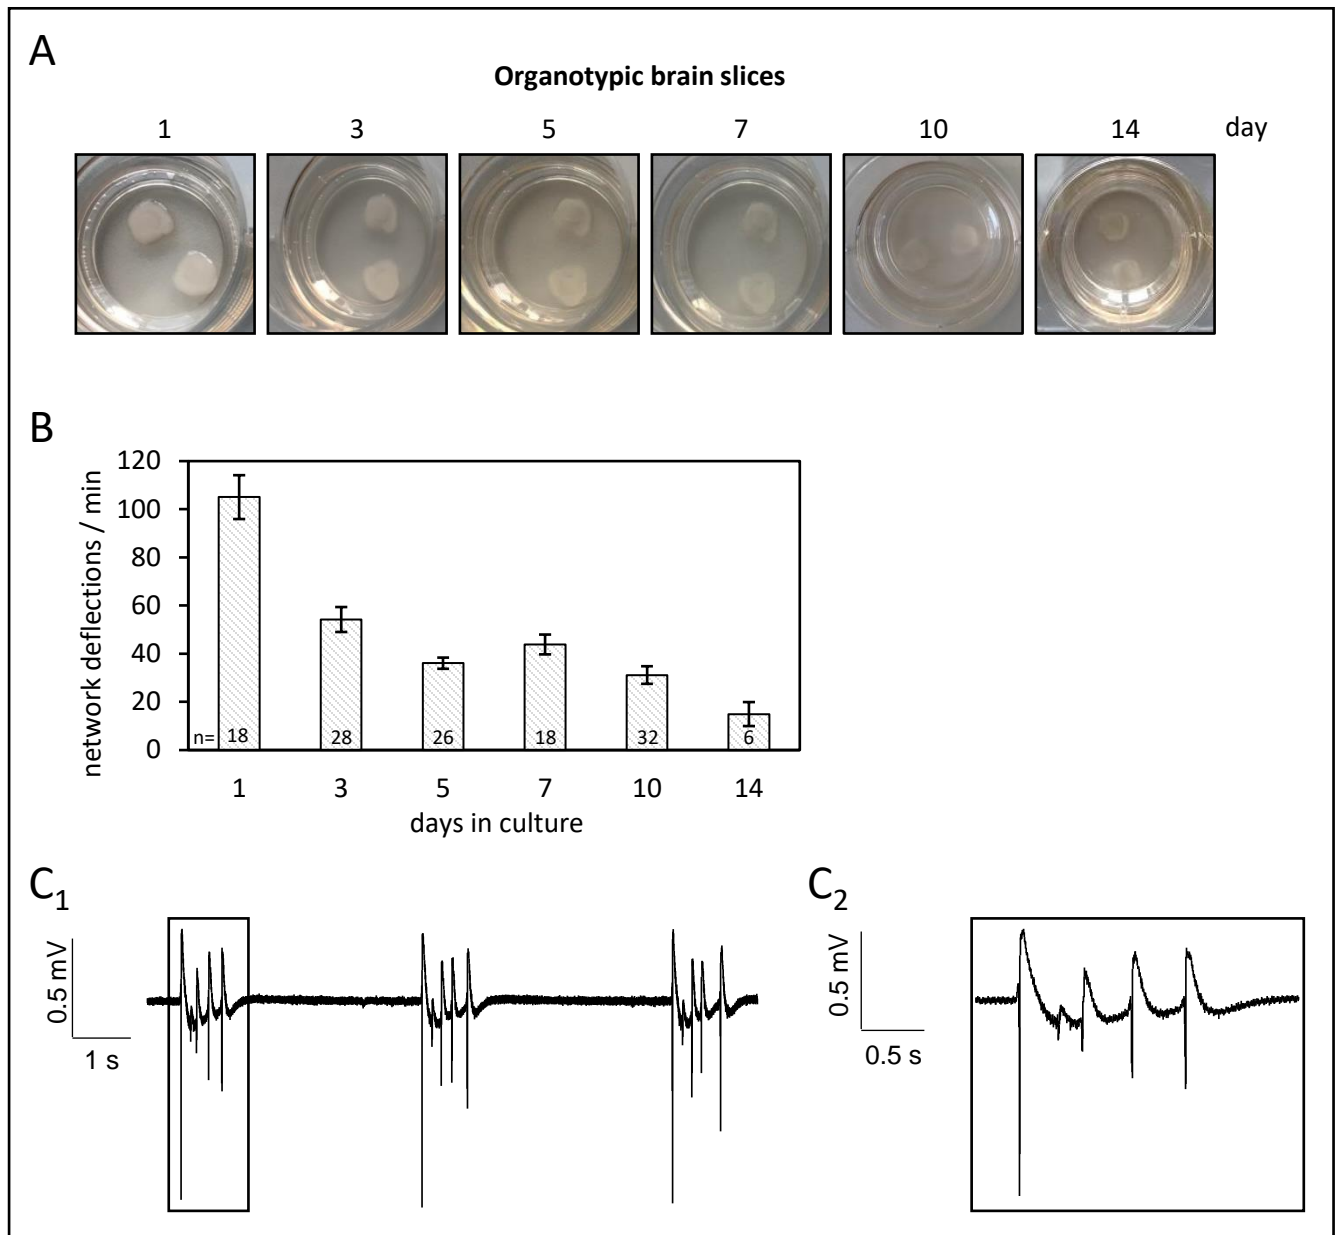 A
Organotypic brain slices
1 3 5 7 10 14 day
B
network deflections / min
120
100
80
60
40
20
0
n= 18 28 26 18 32 6
1 3 5 7 10 14
days in culture
C1
0.5 mV
1 s
C2
0.5 mV
0.5 s